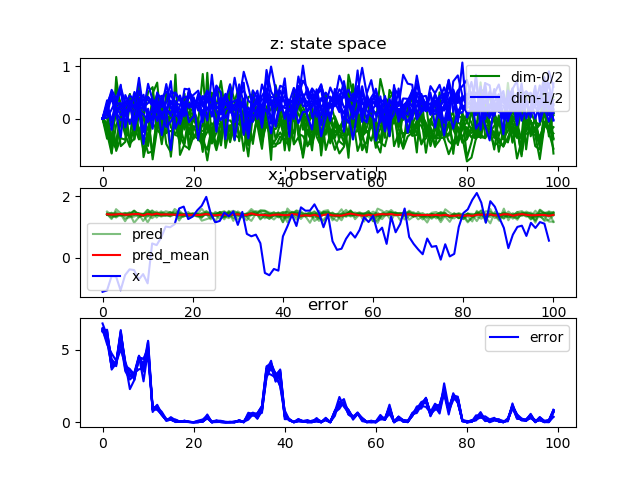 z: state space
1
0
dim-0/2
dim-1/2
0 20 40 60 80 100
x: observation
2
0
pred
pred_mean
x
0 20 40 60 80 100
error
5
0
error
0 20 40 60 80 100